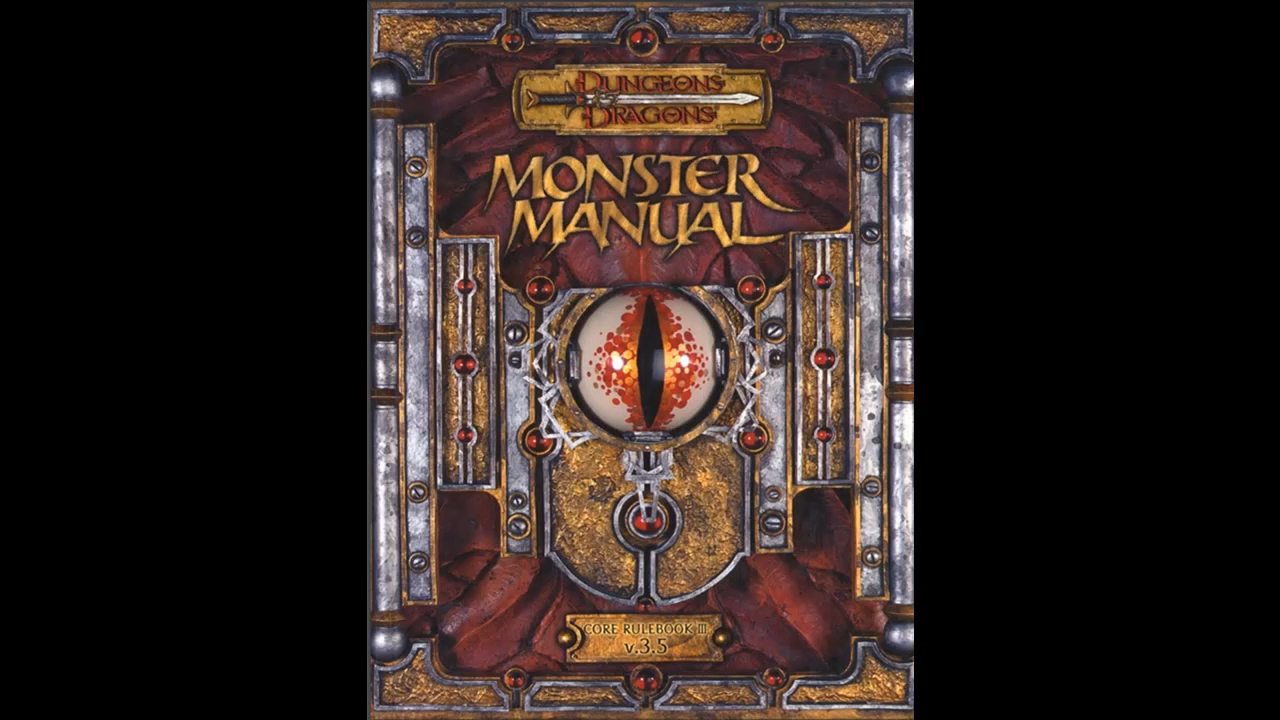 DUNGEONS
DRAGONS
MONSTER
MANUAL
CORE RULEBOOK III
v.3.5